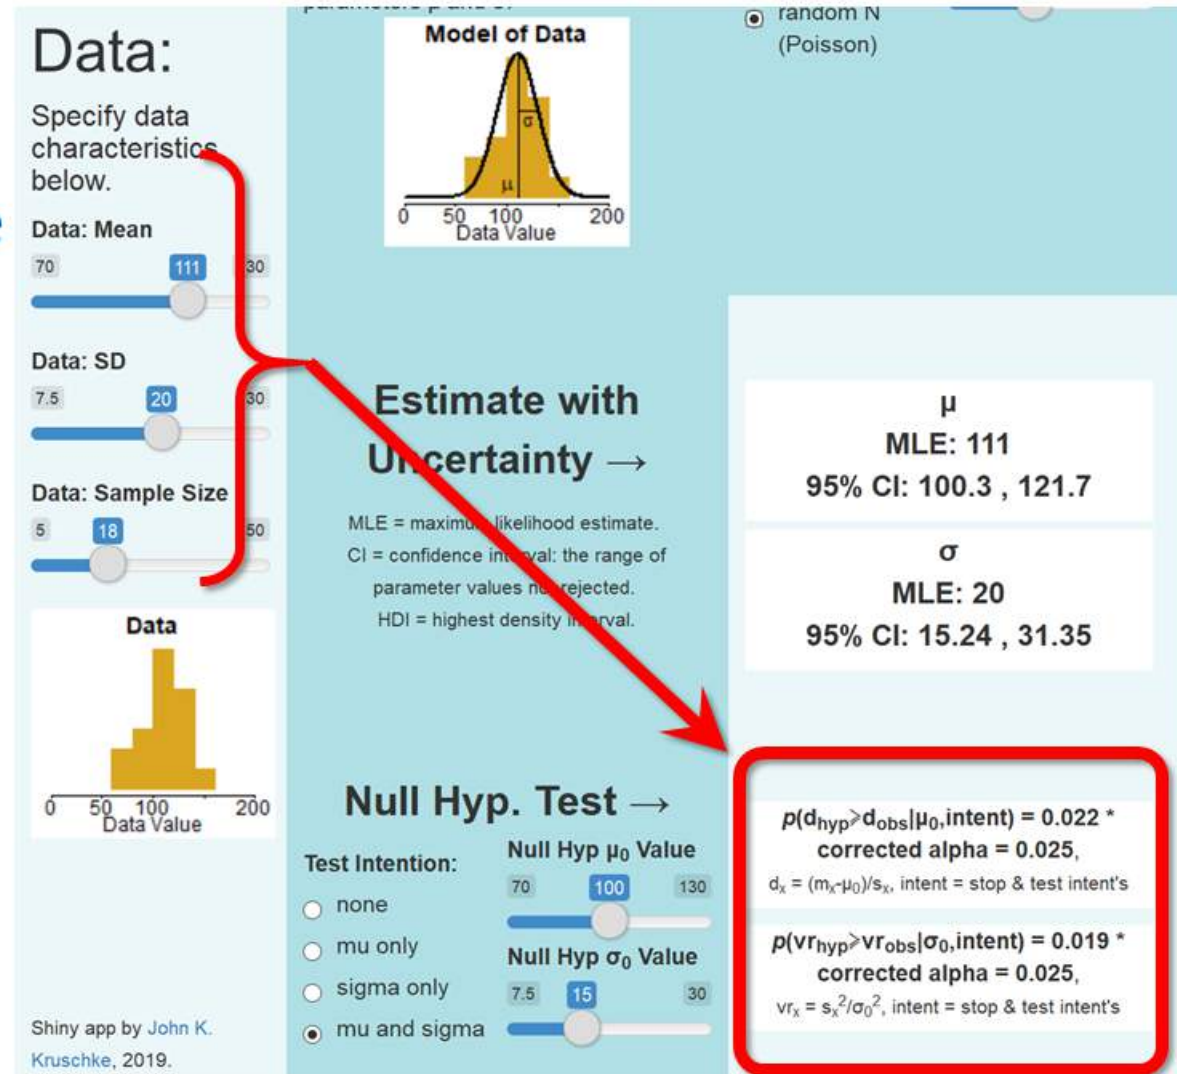 Data:
Specify data
characteristics
below.
Data: Mean
70
111
30
Data: SD
7.5
20
30
Data: Sample Size
5
18
50
Data
0
50
100
200
Data Value
Shiny app by John K.
Kruschke, 2019.
Model of Data
σ
μ
0
50
100
200
Data Value
random N
(Poisson)
Estimate with
Uncertainty →
MLE = maximum likelihood estimate.
CI = confidence interval: the range of
parameter values not rejected.
HDI = highest density interval.
μ
MLE: 111
95% CI: 100.3 , 121.7
σ
MLE: 20
95% CI: 15.24 , 31.35
Null Hyp. Test →
Test Intention:
none
mu only
sigma only
mu and sigma
Null Hyp μ0 Value
70
100
130
Null Hyp σ0 Value
7.5
15
30
p(dhyp⩾dobs|μ0,intent) = 0.022 *
corrected alpha = 0.025,
dx = (mx-μ0)/sx, intent = stop & test intent's
p(vrhyp⩾vrobs|σ0,intent) = 0.019 *
corrected alpha = 0.025,
vrx = sx²/σ0², intent = stop & test intent's